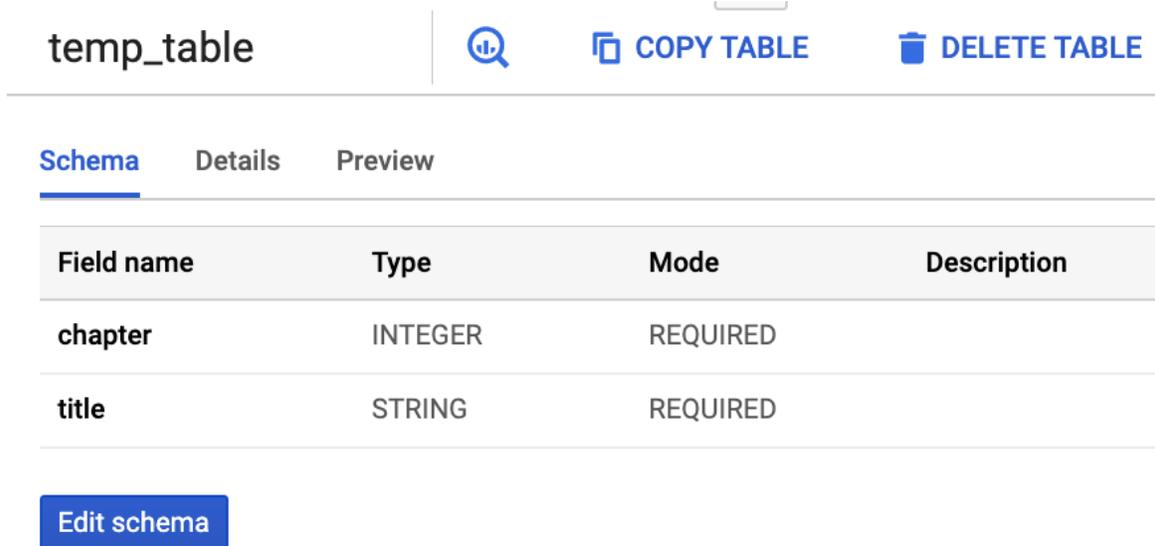 temp_table COPY TABLE DELETE TABLE
Schema Details Preview
Field name Type Mode Description
chapter INTEGER REQUIRED
title STRING REQUIRED
Edit schema